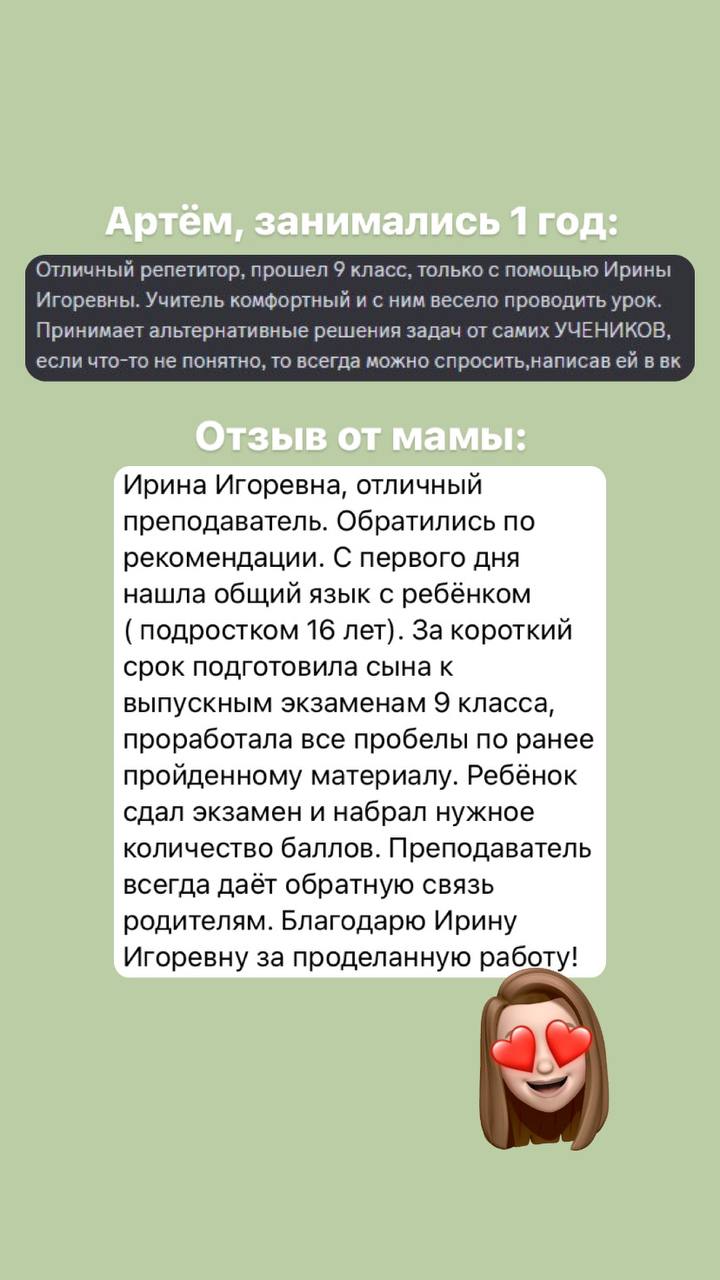 Артём, занимались 1 год:
Отличный репетитор, прошел 9 класс, только с помощью Ирины
Игоревны. Учитель комфортный и с ним весело проводить урок.
Принимает альтернативные решения задач от самих УЧЕНИКОВ,
если что-то не понятно, то всегда можно спросить,написав ей в вк
Отзыв от мамы:
Ирина Игоревна, отличный
преподаватель. Обратились по
рекомендации. С первого дня
нашла общий язык с ребёнком
( подростком 16 лет). За короткий
срок подготовила сына к
выпускным экзаменам 9 класса,
проработала все пробелы по ранее
пройденному материалу. Ребёнок
сдал экзамен и набрал нужное
количество баллов. Преподаватель
всегда даёт обратную связь
родителям. Благодарю Ирину
Игоревну за проделанную работу!